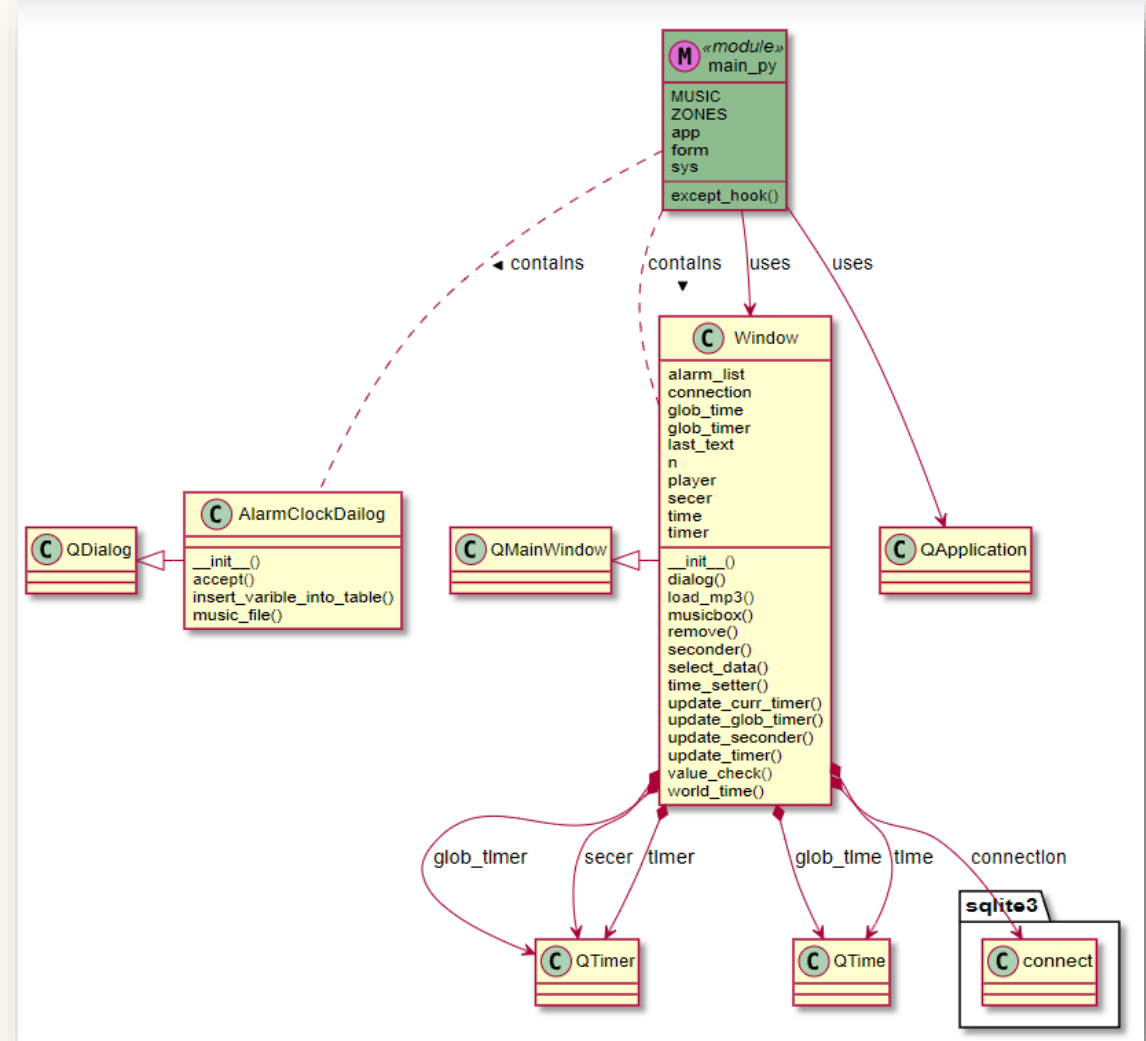 M «module»
main_py
MUSIC
ZONES
app
form
sys
except_hook()
◄ contains
contains
▼
uses
uses
C Window
alarm_list
connection
glob_time
glob_timer
last_text
n
player
secer
time
timer
__init__()
dialog()
load_mp3()
musicbox()
remove()
seconder()
select_data()
time_setter()
update_curr_timer()
update_glob_timer()
update_seconder()
update_timer()
value_check()
world_time()
C QDialog
C AlarmClockDailog
__init__()
accept()
insert_varible_into_table()
music_file()
C QMainWindow
C QApplication
glob_timer
secer
timer
glob_time
time
connection
sqlite3
C QTimer
C QTime
C connect